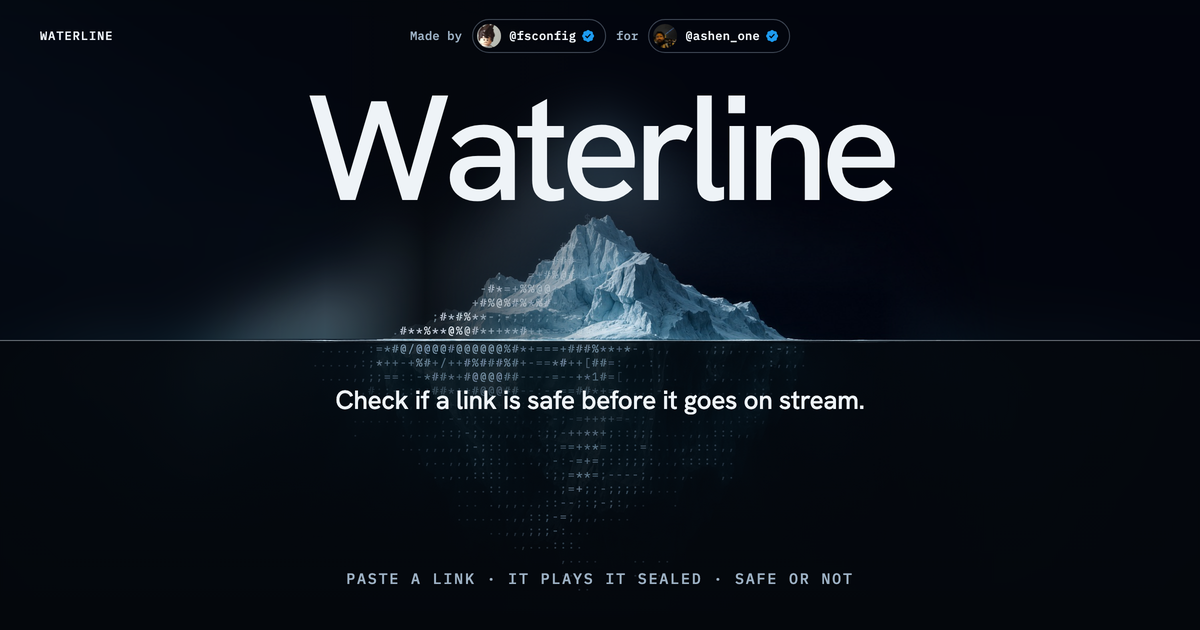 WATERLINE
Made by @fsconfig for @ashen_one
Waterline
Check if a link is safe before it goes on stream.
PASTE A LINK · IT PLAYS IT SEALED · SAFE OR NOT